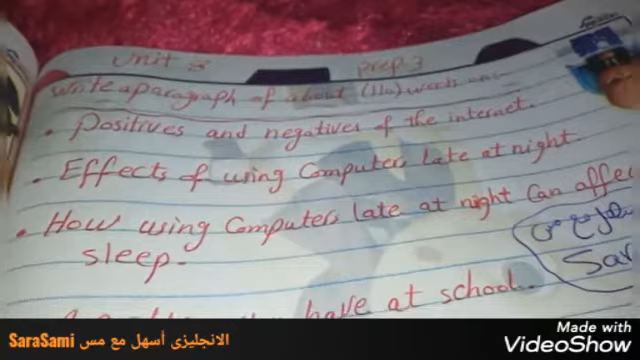 Unit 8 prep.3
Write a paragraph of about (110) words on:
. Positives and negatives of the internet.
. Effects of using Computers late at night.
. How using Computers late at night Can affec
sleep.
have at school.
Sar
الانجليزى أسهل مع مس SaraSami
Made with
VideoShow